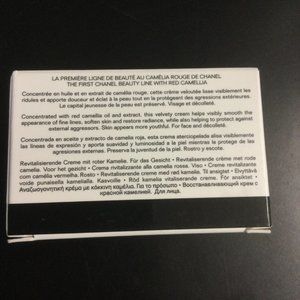 LA PREMIÈRE LIGNE DE BEAUTÉ AU CAMÉLIA ROUGE DE CHANEL
THE FIRST CHANEL BEAUTY LINE WITH RED CAMELLIA
Concentrée en huile et en extrait de camélia rouge, cette crème veloutée lisse visiblement les
ridules et apporte douceur et éclat à la peau tout en la protégeant des agressions extérieures.
Le capital jeunesse de la peau est préservé. Visage et décolleté.
Concentrated with red camellia oil and extract, this velvety cream helps visibly smooth the
appearance of fine lines, soften skin and restore radiance, while also helping to protect against
external aggressors. Skin appears more youthful. For face and décolleté.
Concentrada en aceite y extracto de camelia roja, esta crema aterciopelada alisa visiblemente
las líneas de expresión y aporta suavidad y luminosidad a la piel mientras la protege de las
agresiones externas. Preserva la juventud de la piel. Rostro y escote.
Revitalisierende Creme mit roter Kamelie. Für das Gesicht • Revitaliserende crème met rode
camelia. Voor het gezicht • Crema rivitalizzante alla camelia rossa. Viso • Creme revitalizante
com camélia vermelha. Rosto • Revitaliserende creme med rød kamelia. Til ansigtet • Elvyttävä
voide punaisella kamelialla. Kasvoille • Röd kamelia vitaliserande creme. För ansiktet •
Αναζωογονητική κρέμα με κόκκινη καμέλια. Για το πρόσωπο • Восстанавливающий крем с
красной камелией. Для лица.